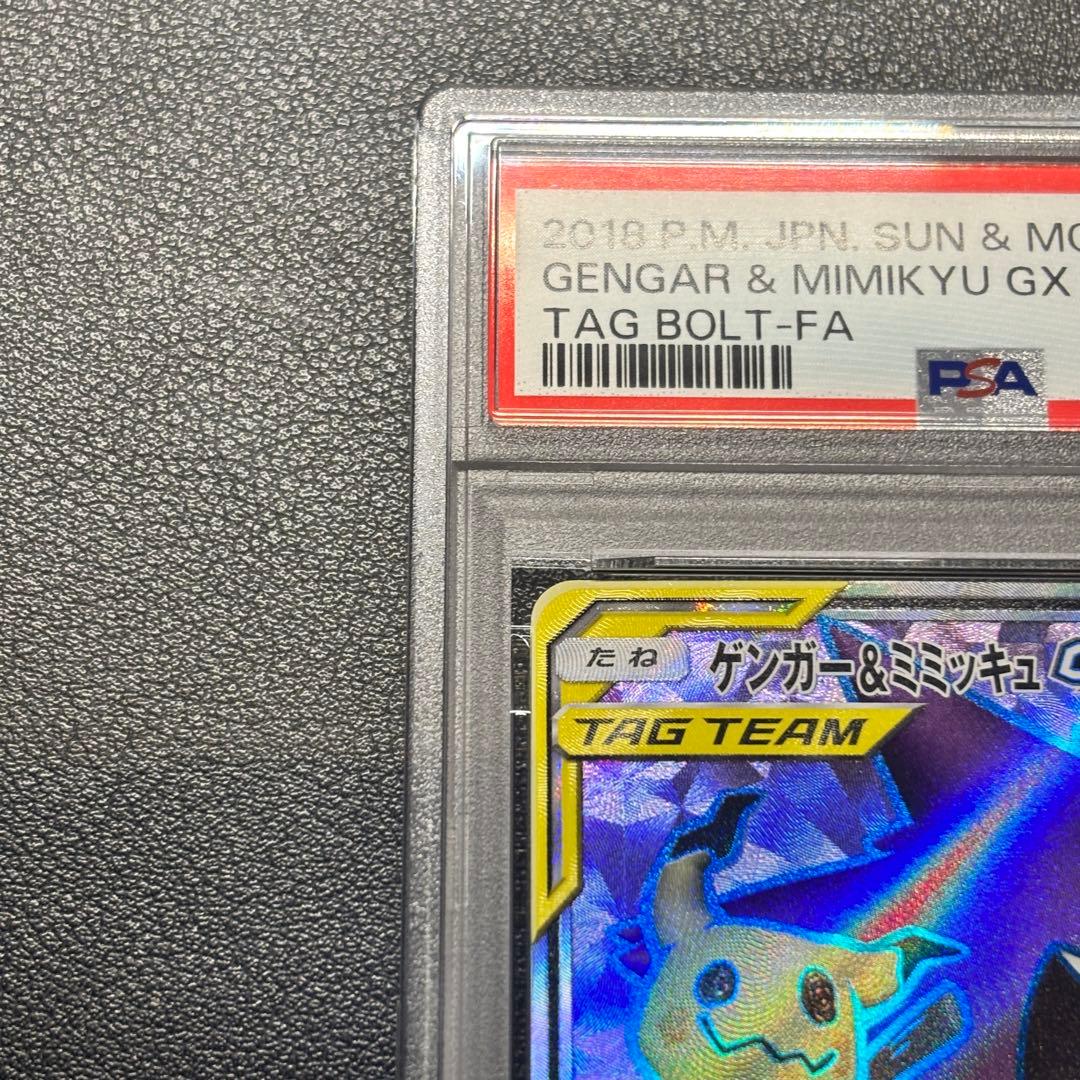 2018 P.M. JPN. SUN & MO
GENGAR & MIMIKYU GX
TAG BOLT-FA
PSA
たね ゲンガー&ミミッキュ G
TAG TEAM